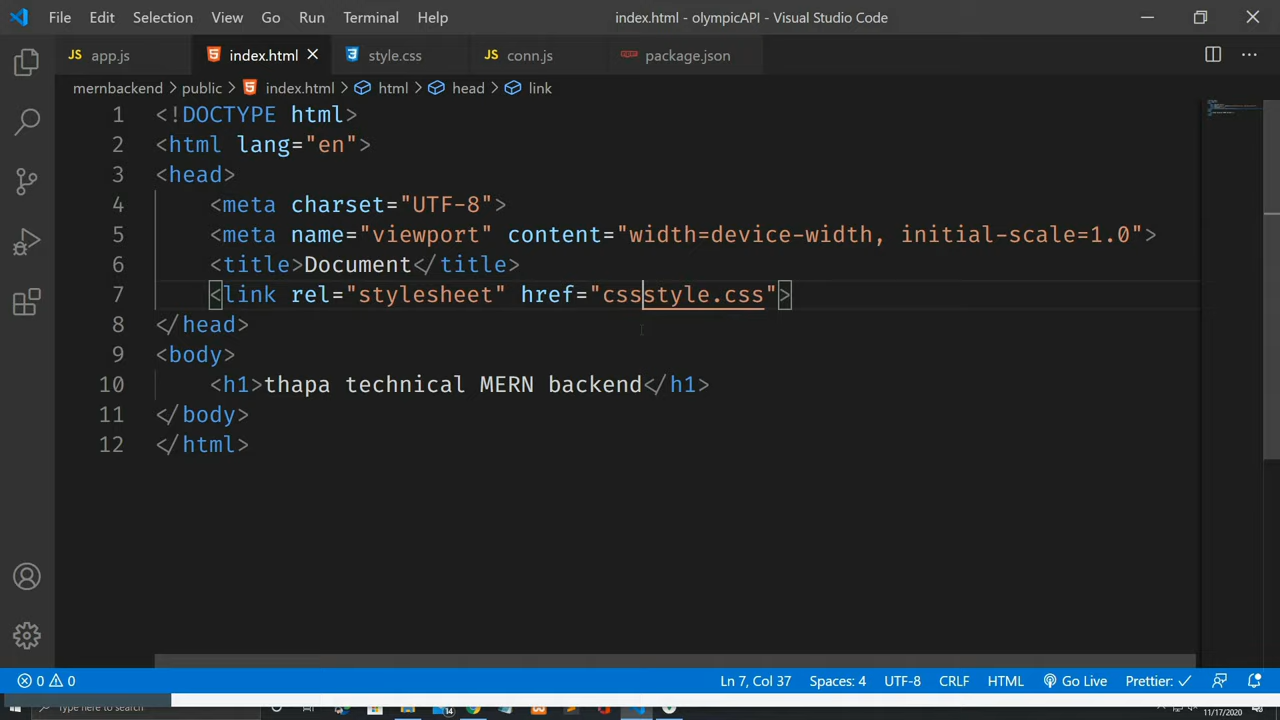 File Edit Selection View Go Run Terminal Help index.html - olympicAPI - Visual Studio Code
JS app.js index.html style.css JS conn.js package.json
mernbackend public index.html html head link
1 <!DOCTYPE html>
2 <html lang="en">
3 <head>
4 <meta charset="UTF-8">
5 <meta name="viewport" content="width=device-width, initial-scale=1.0">
6 <title>Document</title>
7 <link rel="stylesheet" href="cssstyle.css">
8 </head>
9 <body>
10 <h1>thapa technical MERN backend</h1>
11 </body>
12 </html>
0 0 Ln 7, Col 37 Spaces: 4 UTF-8 CRLF HTML Go Live Prettier:
Type here to search 14 11/17/2020